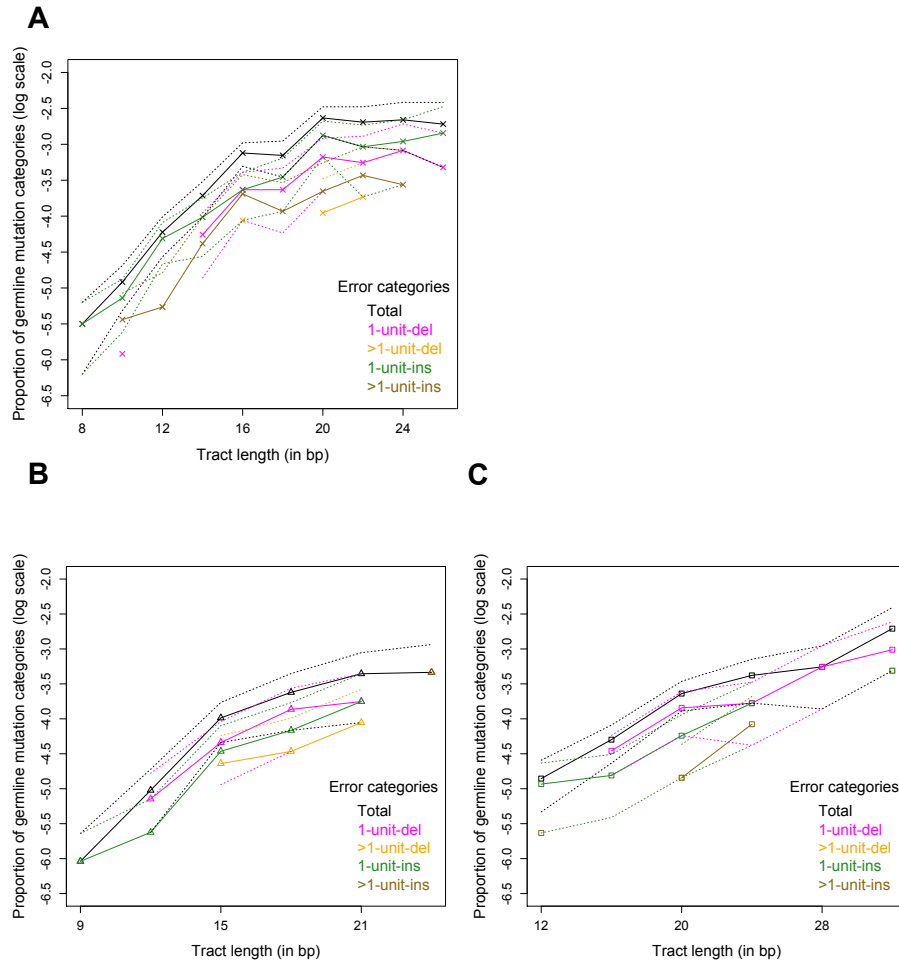 A
Proportion of germline mutation categories (log scale)
-2.0
-2.5
-3.0
-3.5
-4.0
-4.5
-5.0
-5.5
-6.0
-6.5
Error categories
Total
1-unit-del
>1-unit-del
1-unit-ins
>1-unit-ins
8 12 16 20 24
Tract length (in bp)
B
Proportion of germline mutation categories (log scale)
-2.0
-2.5
-3.0
-3.5
-4.0
-4.5
-5.0
-5.5
-6.0
-6.5
Error categories
Total
1-unit-del
>1-unit-del
1-unit-ins
>1-unit-ins
9 15 21
Tract length (in bp)
C
Proportion of germline mutation categories (log scale)
-2.0
-2.5
-3.0
-3.5
-4.0
-4.5
-5.0
-5.5
-6.0
-6.5
Error categories
Total
1-unit-del
>1-unit-del
1-unit-ins
>1-unit-ins
12 20 28
Tract length (in bp)